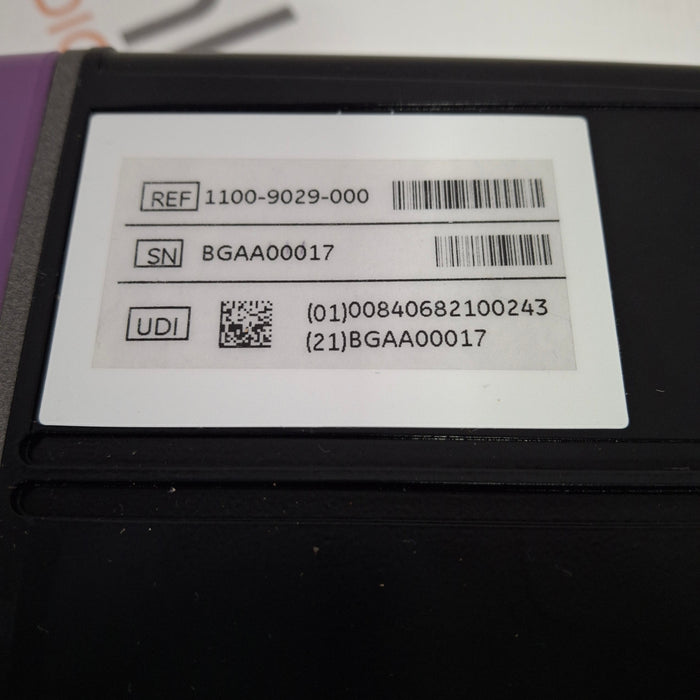 REF 1100-9029-000
SN BGAA00017
UDI (01)00840682100243
(21)BGAA00017